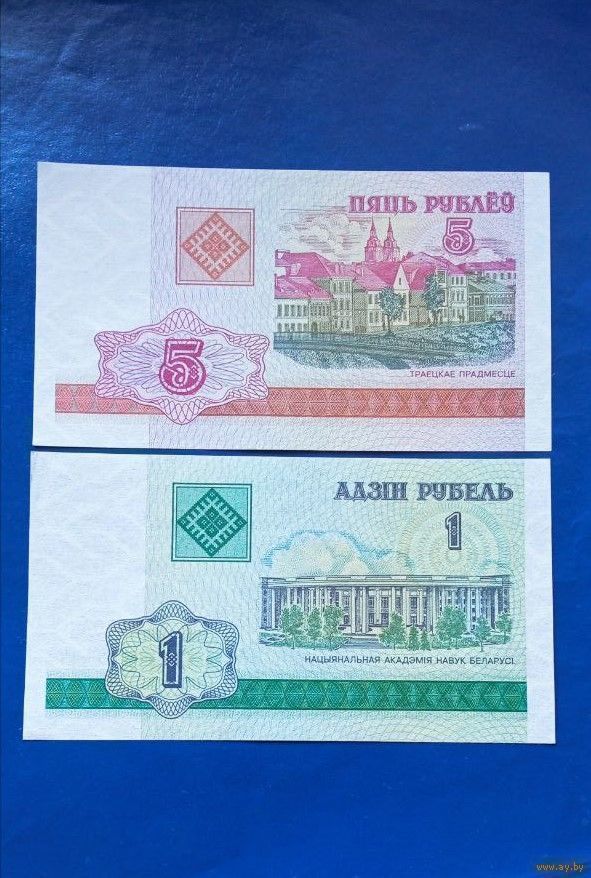 ПЯЦЬ РУБЛЁЎ
5
5
ТРАЕЦКАЕ ПРАДМЕСЦЕ
АДЗІН РУБЕЛЬ
1
1
НАЦЫЯНАЛЬНАЯ АКАДЭМІЯ НАВУК БЕЛАРУСІ
www.ay.by